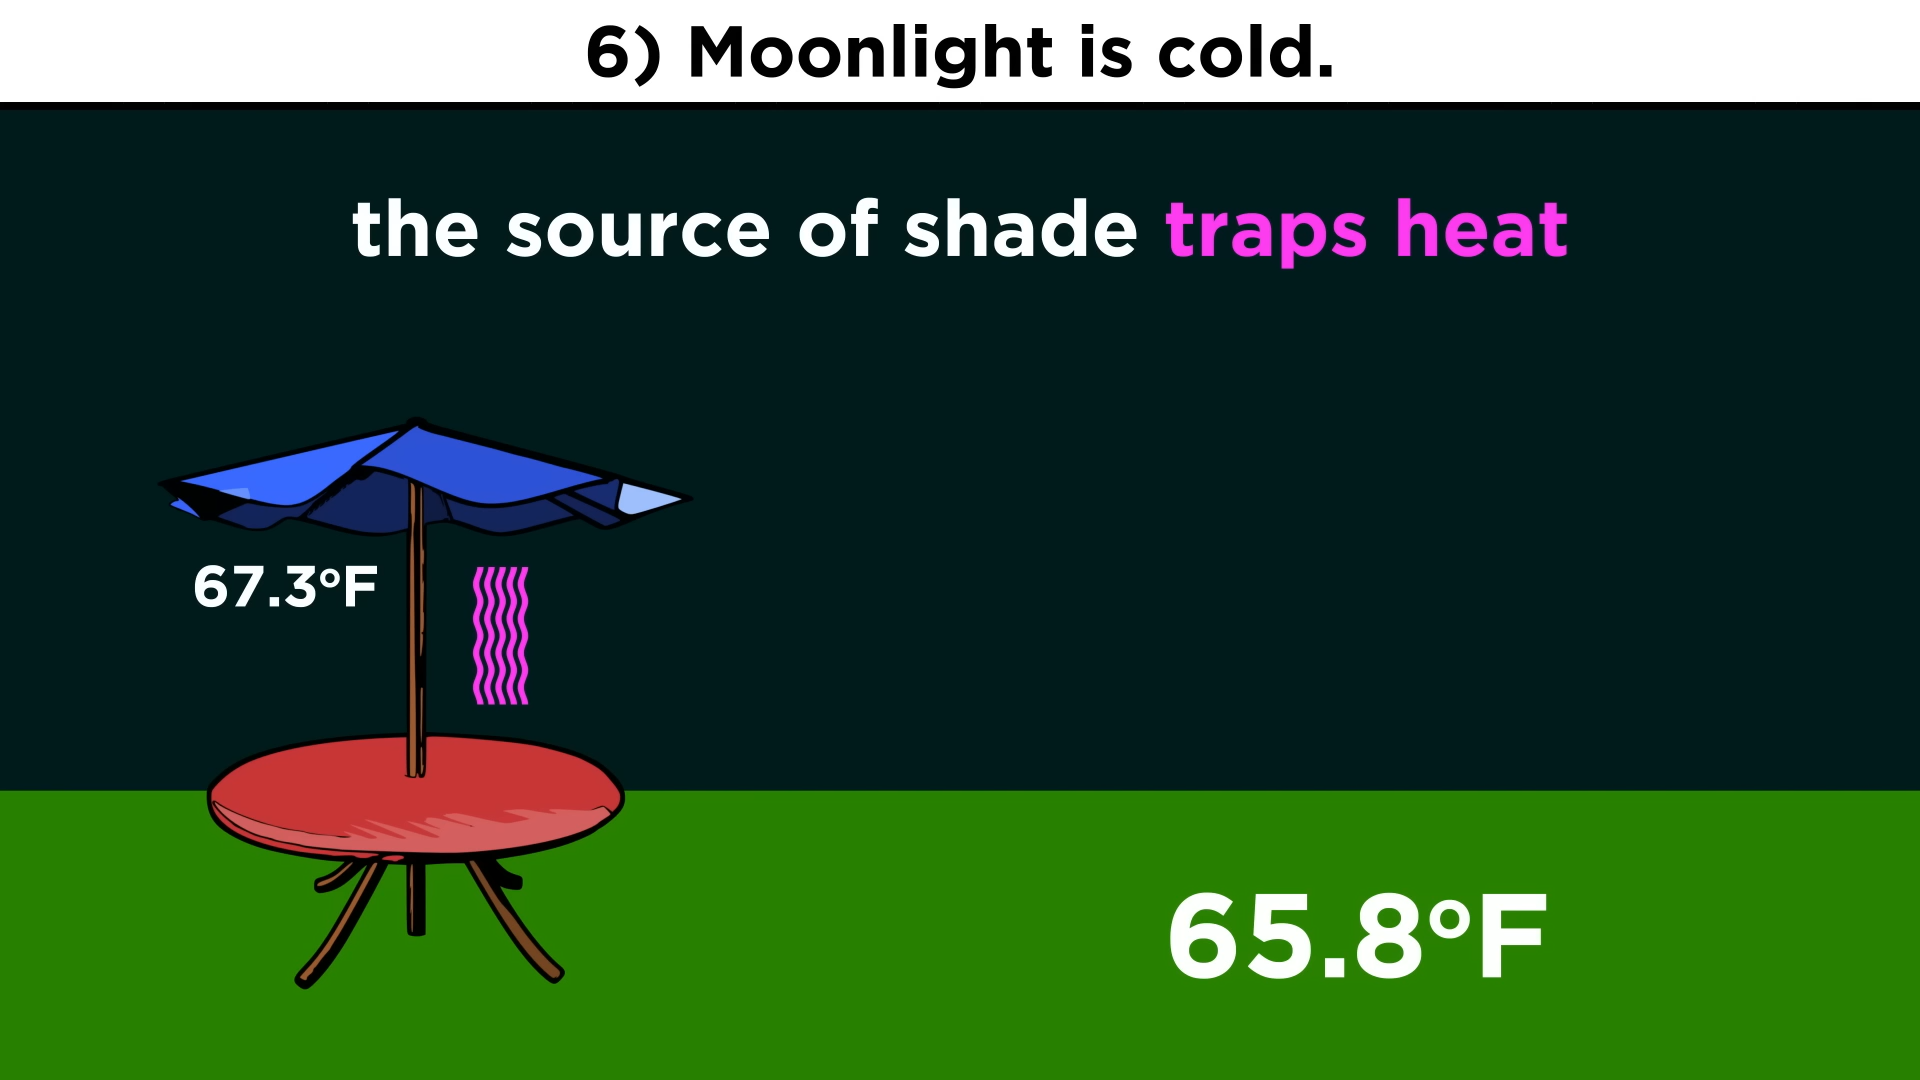 6) Moonlight is cold.
the source of shade traps heat
67.3°F
65.8°F